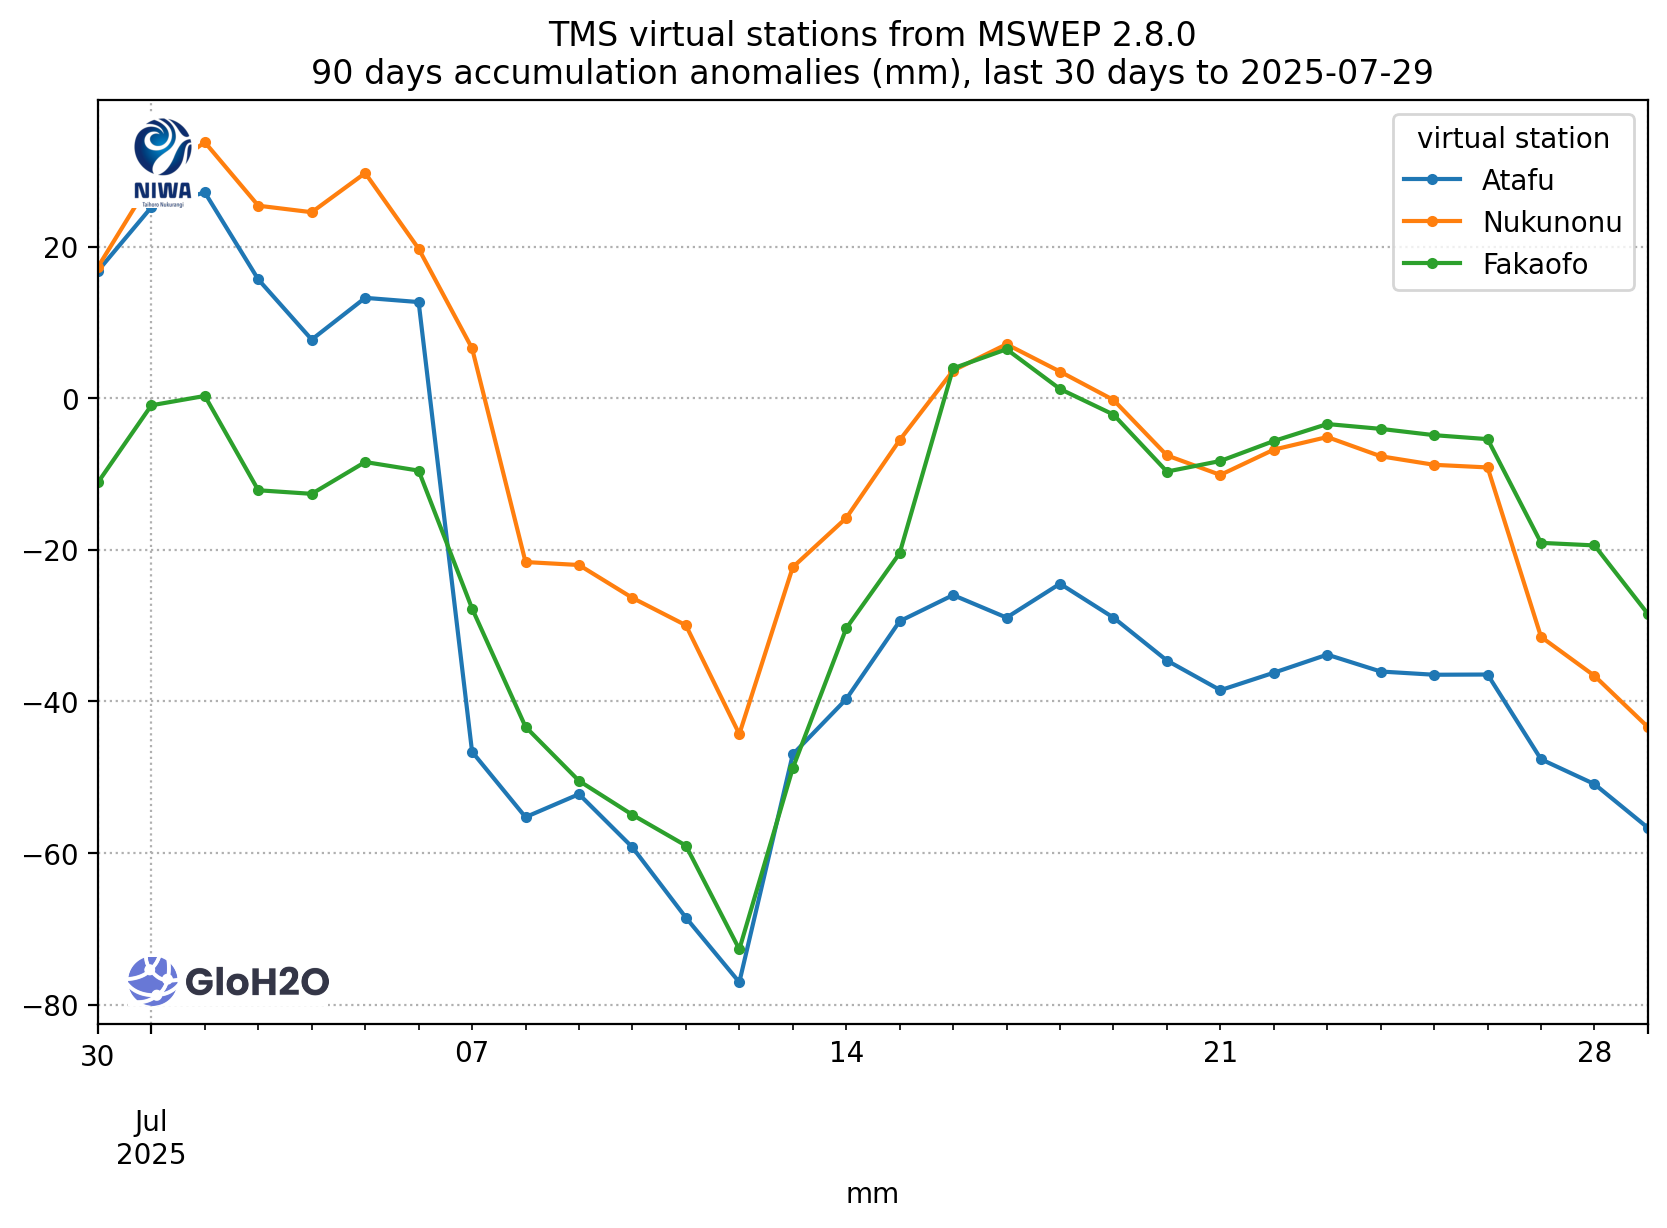 TMS virtual stations from MSWEP 2.8.0
90 days accumulation anomalies (mm), last 30 days to 2025-07-29
NIWA
Taihoro Nukurangi
virtual station
Atafu
Nukunonu
Fakaofo
20
0
−20
−40
−60
−80
GloH2O
30
07
14
21
28
Jul
2025
mm